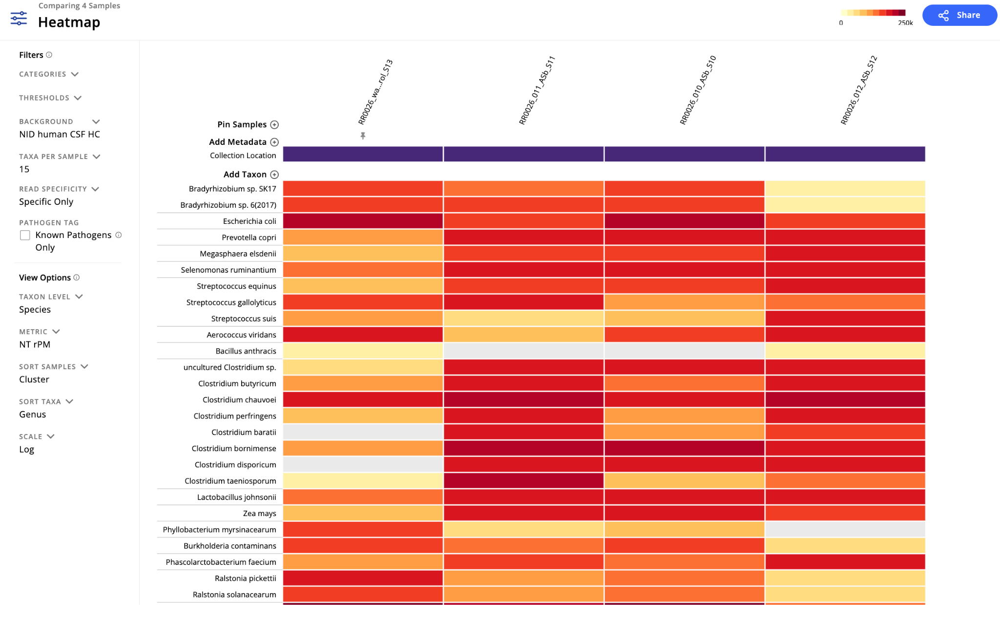 Comparing 4 Samples
Heatmap
0
250k
Share
Filters
CATEGORIES
THRESHOLDS
BACKGROUND
NID human CSF HC
TAXA PER SAMPLE
15
READ SPECIFICITY
Specific Only
PATHOGEN TAG
Known Pathogens
Only
View Options
TAXON LEVEL
Species
METRIC
NT rPM
SORT SAMPLES
Cluster
SORT TAXA
Genus
SCALE
Log
RR0026_wa...rol_S13
RR0026_011_ASb_S11
RR0026_010_ASb_S10
RR0026_012_ASb_S12
Pin Samples
Add Metadata
Collection Location
Add Taxon
Bradyrhizobium sp. SK17
Bradyrhizobium sp. 6(2017)
Escherichia coli
Prevotella copri
Megasphaera elsdenii
Selenomonas ruminantium
Streptococcus equinus
Streptococcus gallolyticus
Streptococcus suis
Aerococcus viridans
Bacillus anthracis
uncultured Clostridium sp.
Clostridium butyricum
Clostridium chauvoei
Clostridium perfringens
Clostridium baratii
Clostridium bornimense
Clostridium disporicum
Clostridium taeniosporum
Lactobacillus johnsonii
Zea mays
Phyllobacterium myrsinacearum
Burkholderia contaminans
Phascolarctobacterium faecium
Ralstonia pickettii
Ralstonia solanacearum